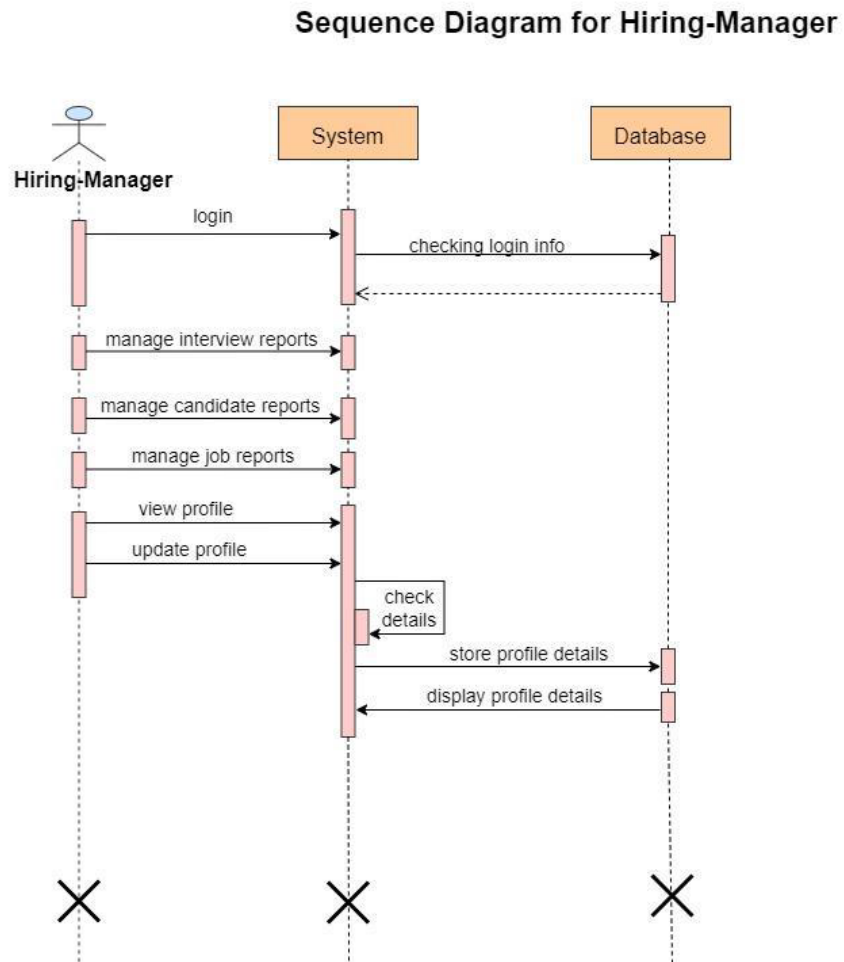 Sequence Diagram for Hiring-Manager
System
Database
Hiring-Manager
login
checking login info
manage interview reports
manage candidate reports
manage job reports
view profile
update profile
check
details
store profile details
display profile details